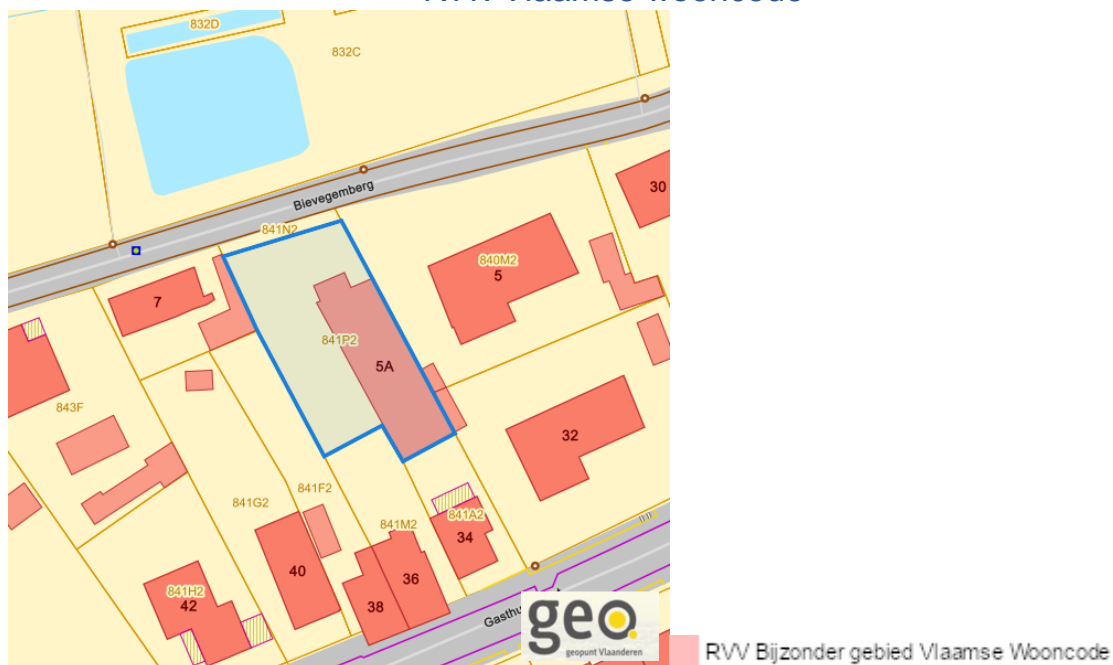 832D
832C
Bievegemberg
30
841N2
840M2
5
7
841P2
5A
843F
32
841G2
841F2
841M2
841A2
34
40
36
38
841H2
42
geo
geopunt Vlaanderen
RVV Bijzonder gebied Vlaamse Wooncode